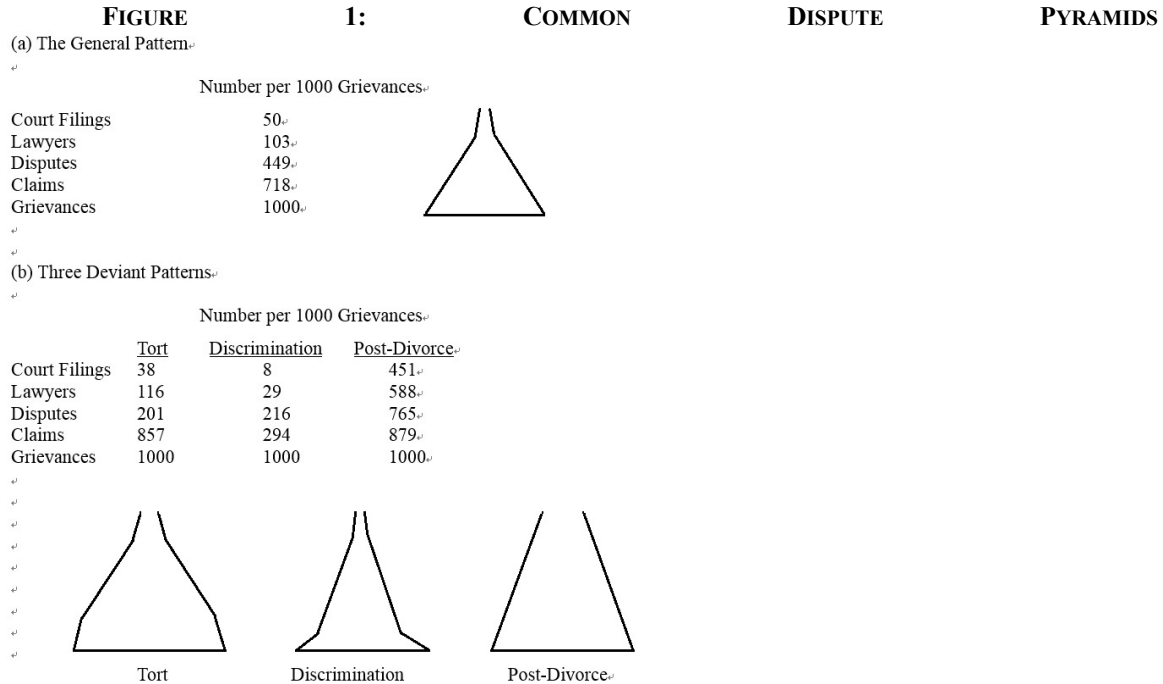 FIGURE 1: COMMON DISPUTE PYRAMIDS
(a) The General Pattern
Number per 1000 Grievances
Court Filings 50
Lawyers 103
Disputes 449
Claims 718
Grievances 1000
(b) Three Deviant Patterns
Number per 1000 Grievances
Tort Discrimination Post-Divorce
Court Filings 38 8 451
Lawyers 116 29 588
Disputes 201 216 765
Claims 857 294 879
Grievances 1000 1000 1000
Tort Discrimination Post-Divorce